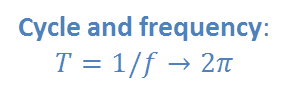 Cycle and frequency:
𝑇 = 1/𝑓 → 2𝜋